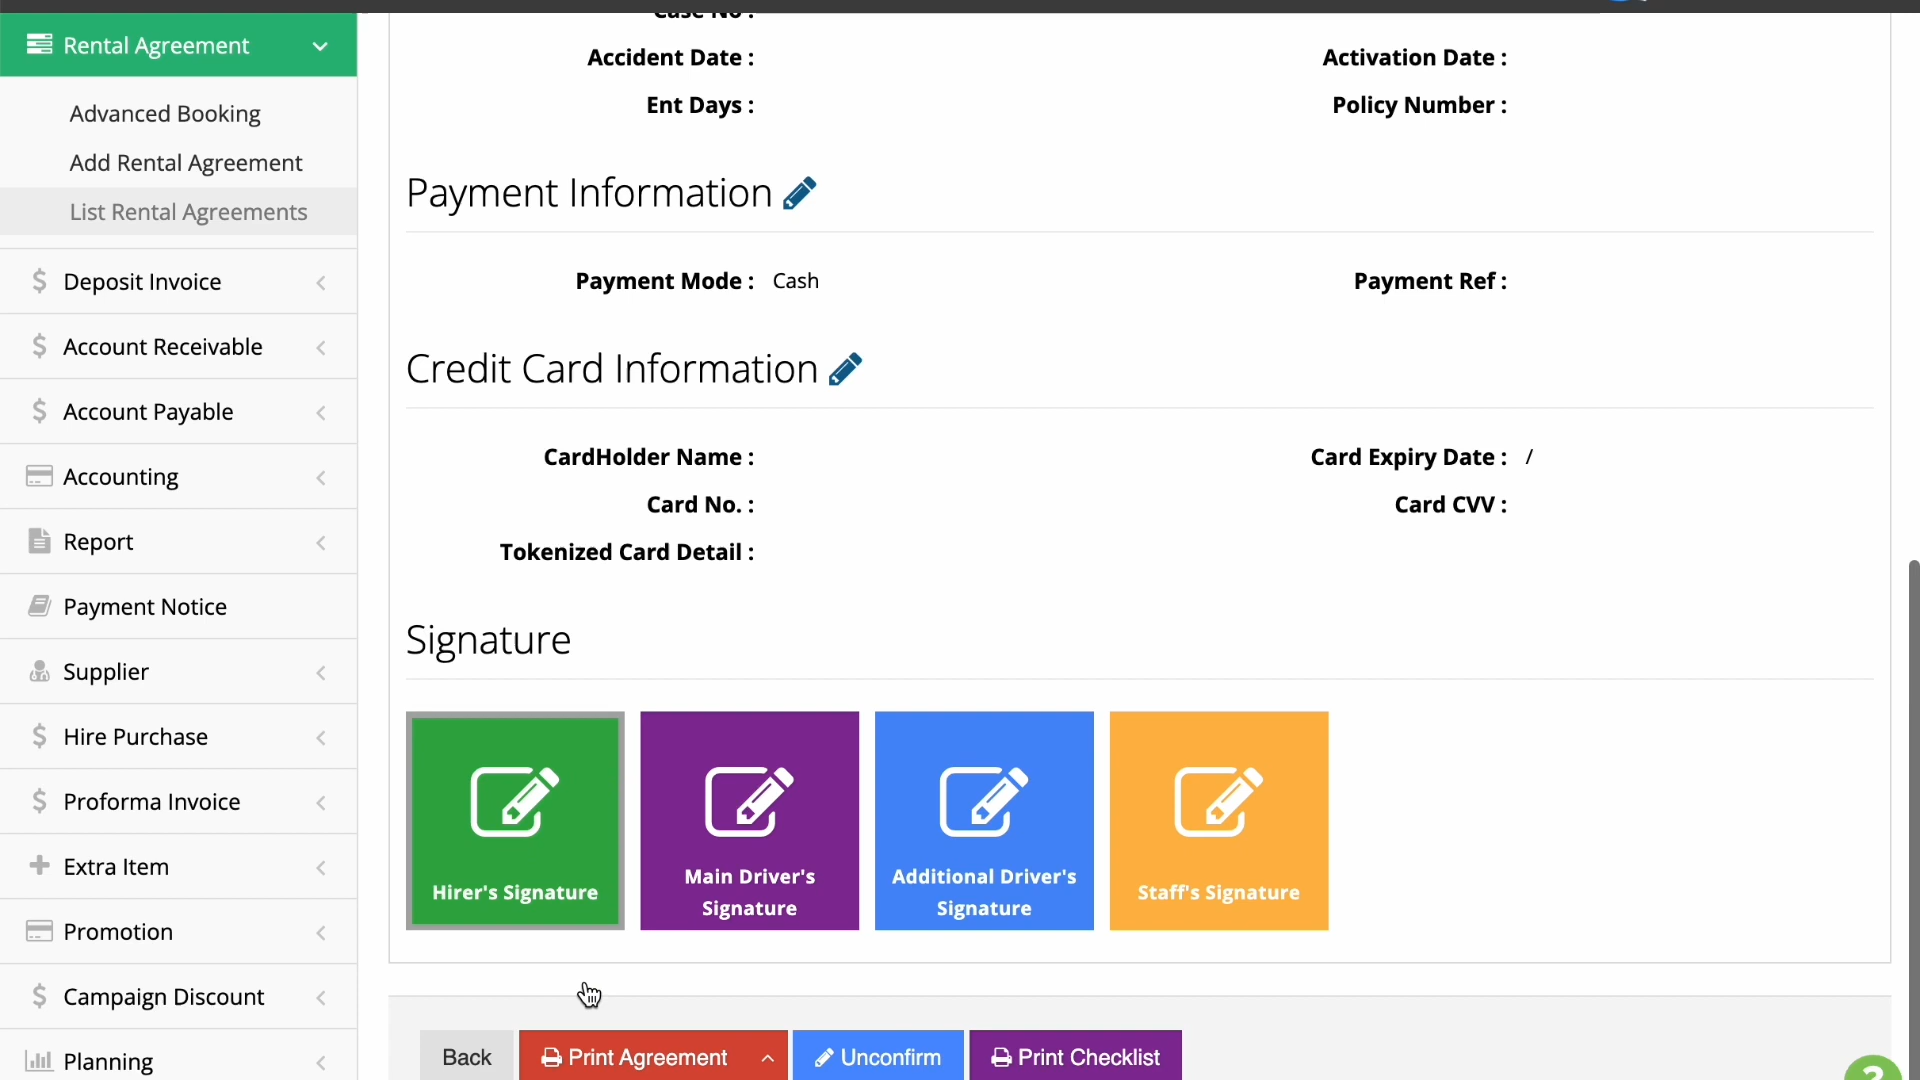 Rental Agreement
Advanced Booking
Add Rental Agreement
List Rental Agreements
Deposit Invoice
Account Receivable
Account Payable
Accounting
Report
Payment Notice
Supplier
Hire Purchase
Proforma Invoice
Extra Item
Promotion
Campaign Discount
Planning
Case No :
Accident Date :
Activation Date :
Ent Days :
Policy Number :
Payment Information
Payment Mode : Cash
Payment Ref :
Credit Card Information
CardHolder Name :
Card Expiry Date : /
Card No. :
Card CVV :
Tokenized Card Detail :
Signature
Hirer's Signature
Main Driver's
Signature
Additional Driver's
Signature
Staff's Signature
Back
Print Agreement
Unconfirm
Print Checklist
?